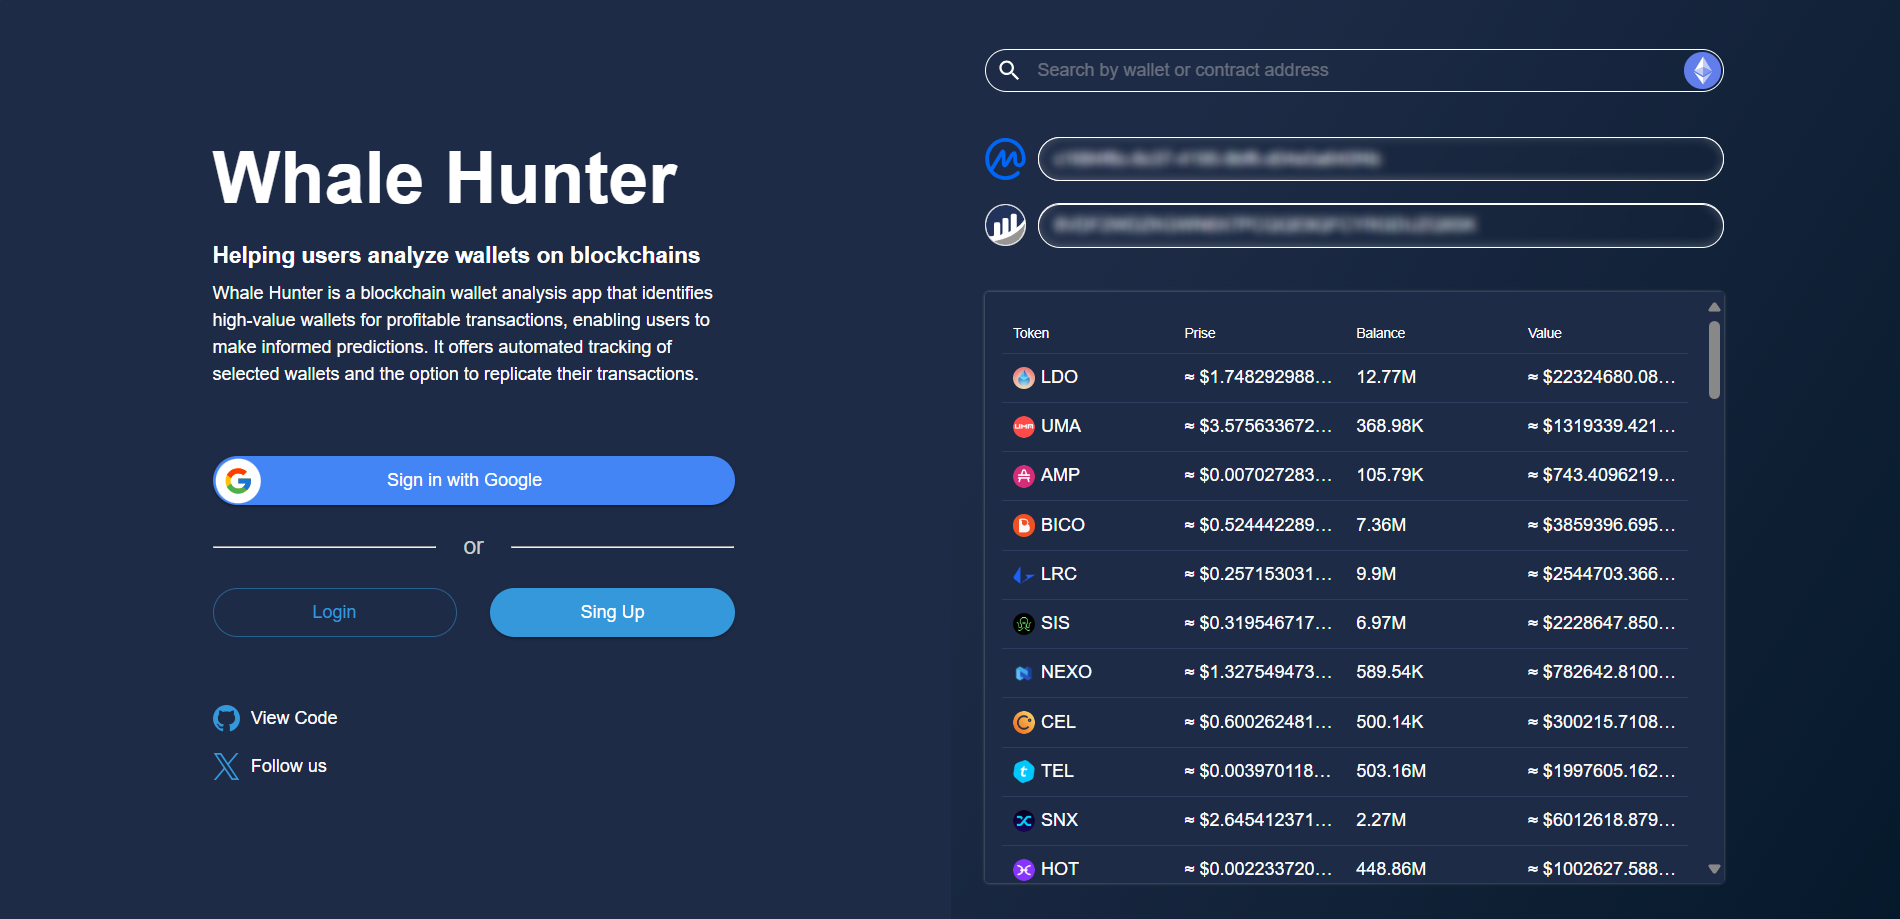 Search by wallet or contract address
Whale Hunter
Helping users analyze wallets on blockchains
Whale Hunter is a blockchain wallet analysis app that identifies
high-value wallets for profitable transactions, enabling users to
make informed predictions. It offers automated tracking of
selected wallets and the option to replicate their transactions.
Sign in with Google
or
Login Sing Up
View Code
Follow us
Token Prise Balance Value
LDO ≈ $1.748292988... 12.77M ≈ $22324680.08...
UMA ≈ $3.575633672... 368.98K ≈ $1319339.421...
AMP ≈ $0.007027283... 105.79K ≈ $743.4096219...
BICO ≈ $0.524442289... 7.36M ≈ $3859396.695...
LRC ≈ $0.257153031... 9.9M ≈ $2544703.366...
SIS ≈ $0.319546717... 6.97M ≈ $2228647.850...
NEXO ≈ $1.327549473... 589.54K ≈ $782642.8100...
CEL ≈ $0.600262481... 500.14K ≈ $300215.7108...
TEL ≈ $0.003970118... 503.16M ≈ $1997605.162...
SNX ≈ $2.645412371... 2.27M ≈ $6012618.879...
HOT ≈ $0.002233720... 448.86M ≈ $1002627.588...